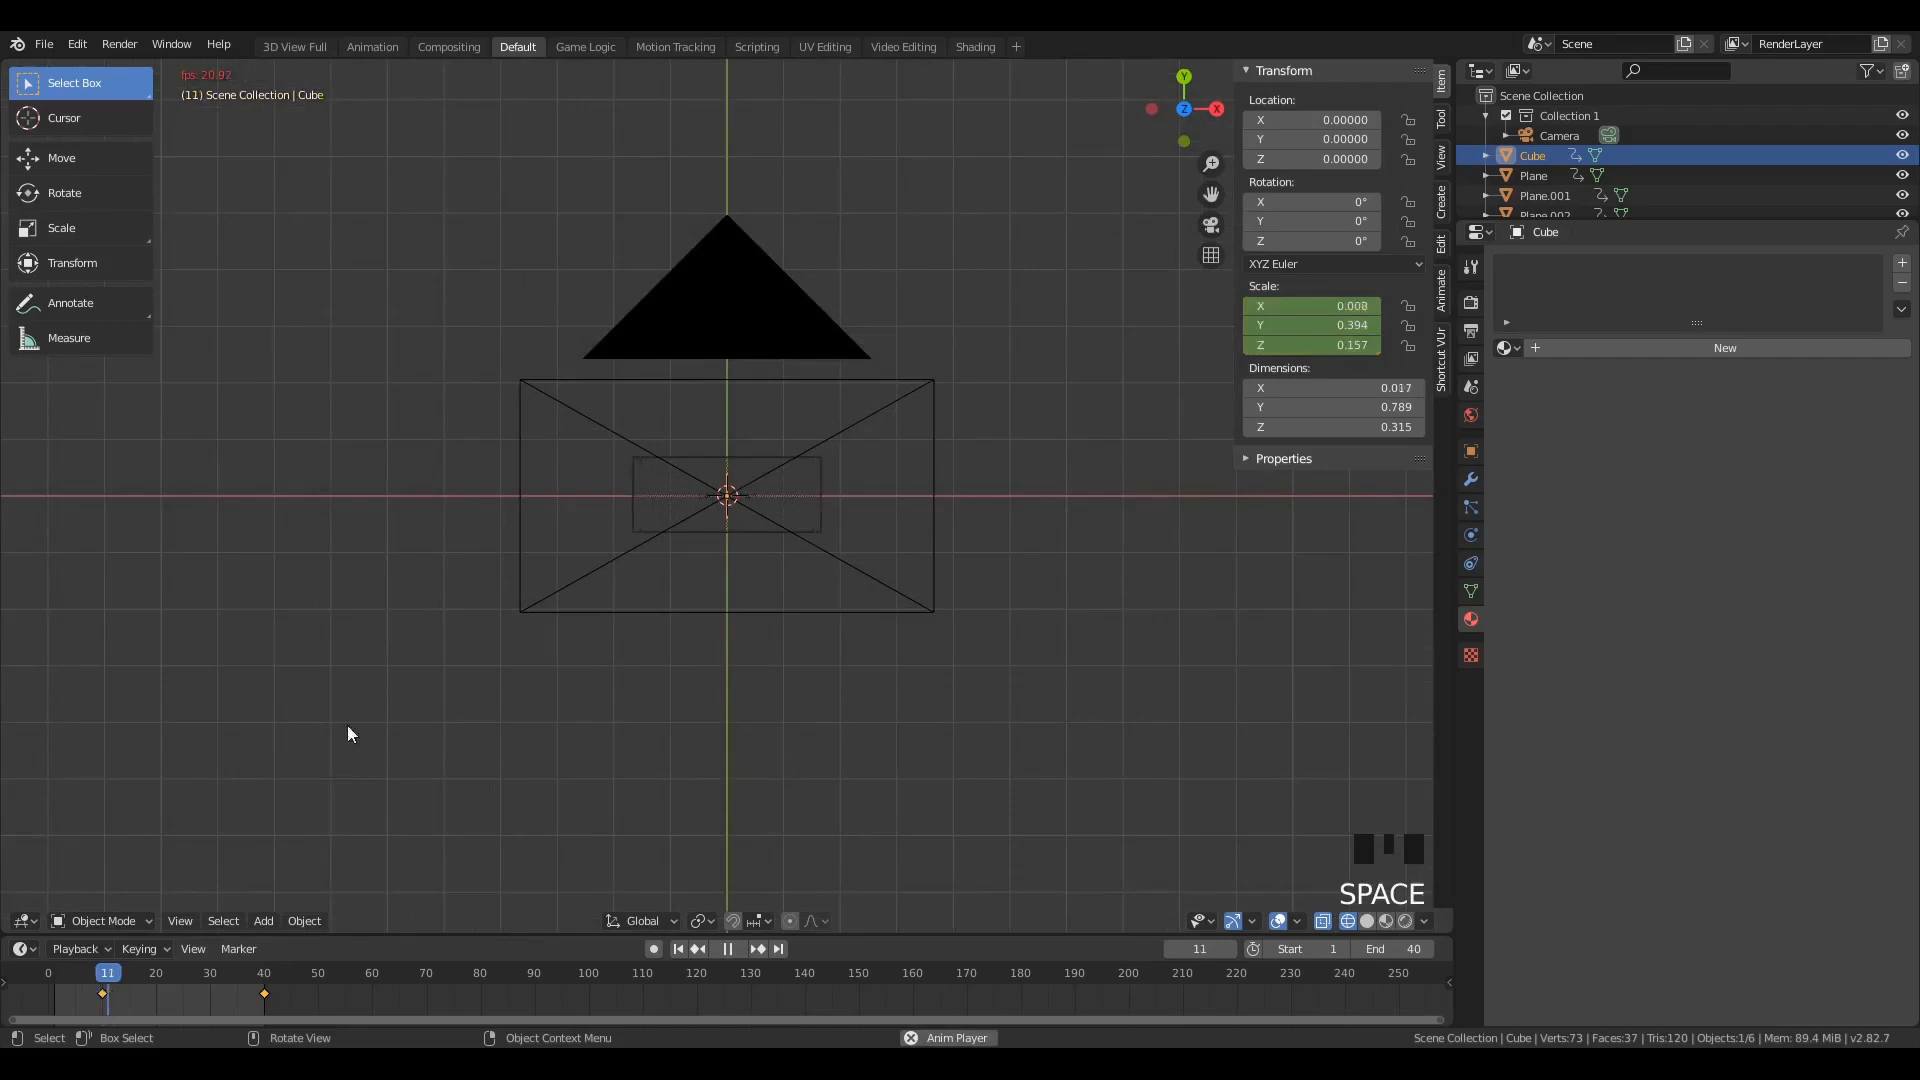 File Edit Render Window Help 3D View Full Animation Compositing Default Game Logic Motion Tracking Scripting UV Editing Video Editing Shading + Scene RenderLayer
Select Box
Cursor
Move
Rotate
Scale
Transform
Annotate
Measure
fps: 20.92
(11) Scene Collection | Cube
Y
Z
X
Transform
Location:
X 0.00000
Y 0.00000
Z 0.00000
Rotation:
X 0°
Y 0°
Z 0°
XYZ Euler
Scale:
X 0.008
Y 0.394
Z 0.157
Dimensions:
X 0.017
Y 0.789
Z 0.315
Properties
Item
Tool
View
Create
Edit
Animate
Shortcut VUr
Scene Collection
Collection 1
Camera
Cube
Plane
Plane.001
Plane.002
Cube
New
SPACE
Object Mode View Select Add Object Global
Playback Keying View Marker 11 Start 1 End 40
0 11 20 30 40 50 60 70 80 90 100 110 120 130 140 150 160 170 180 190 200 210 220 230 240 250
Select Box Select Rotate View Object Context Menu Anim Player Scene Collection | Cube | Verts:73 | Faces:37 | Tris:120 | Objects:1/6 | Mem: 89.4 MiB | v2.82.7